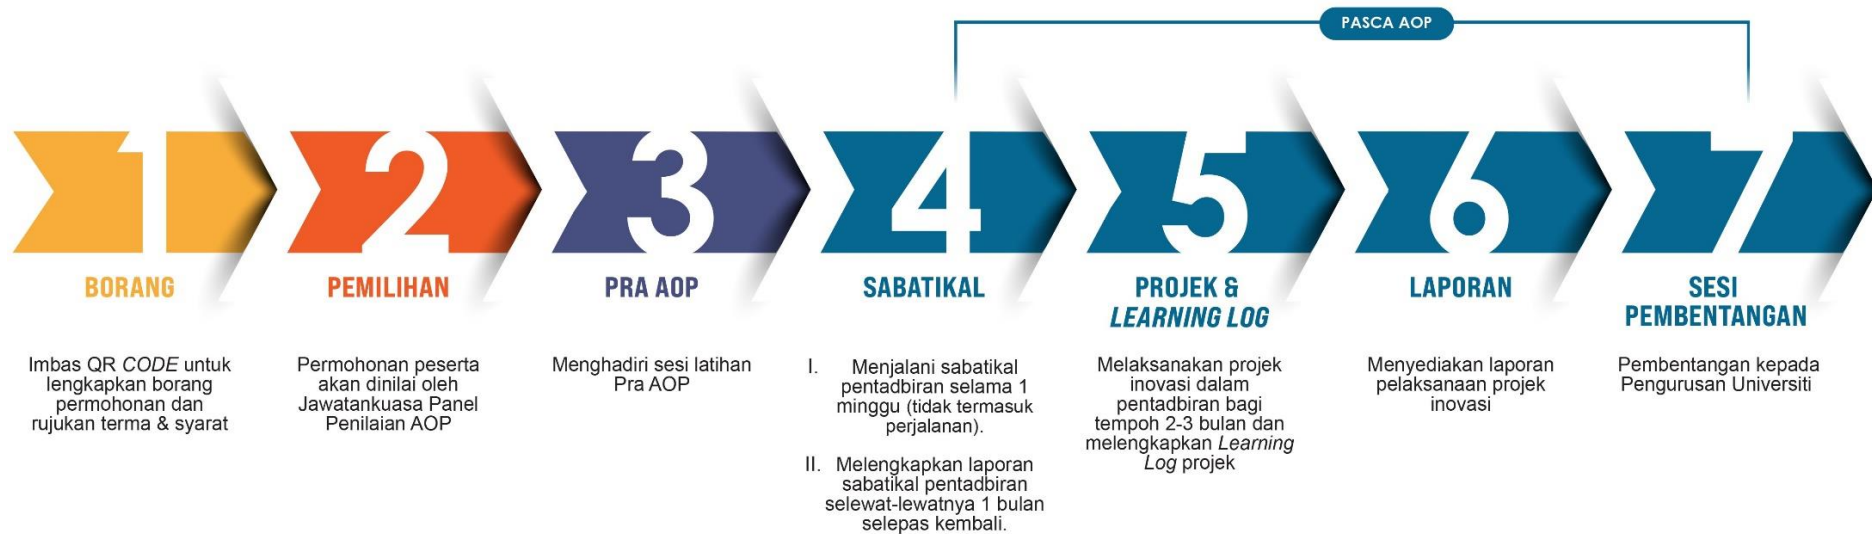 PASCA AOP
1
BORANG
Imbas QR CODE untuk
lengkapkan borang
permohonan dan
rujukan terma & syarat
2
PEMILIHAN
Permohonan peserta
akan dinilai oleh
Jawatankuasa Panel
Penilaian AOP
3
PRA AOP
Menghadiri sesi latihan
Pra AOP
4
SABATIKAL
I. Menjalani sabatikal
pentadbiran selama 1
minggu (tidak termasuk
perjalanan).
II. Melengkapkan laporan
sabatikal pentadbiran
selewat-lewatnya 1 bulan
selepas kembali.
5
PROJEK &
LEARNING LOG
Melaksanakan projek
inovasi dalam
pentadbiran bagi
tempoh 2-3 bulan dan
melengkapkan Learning
Log projek
6
LAPORAN
Menyediakan laporan
pelaksanaan projek
inovasi
7
SESI
PEMBENTANGAN
Pembentangan kepada
Pengurusan Universiti